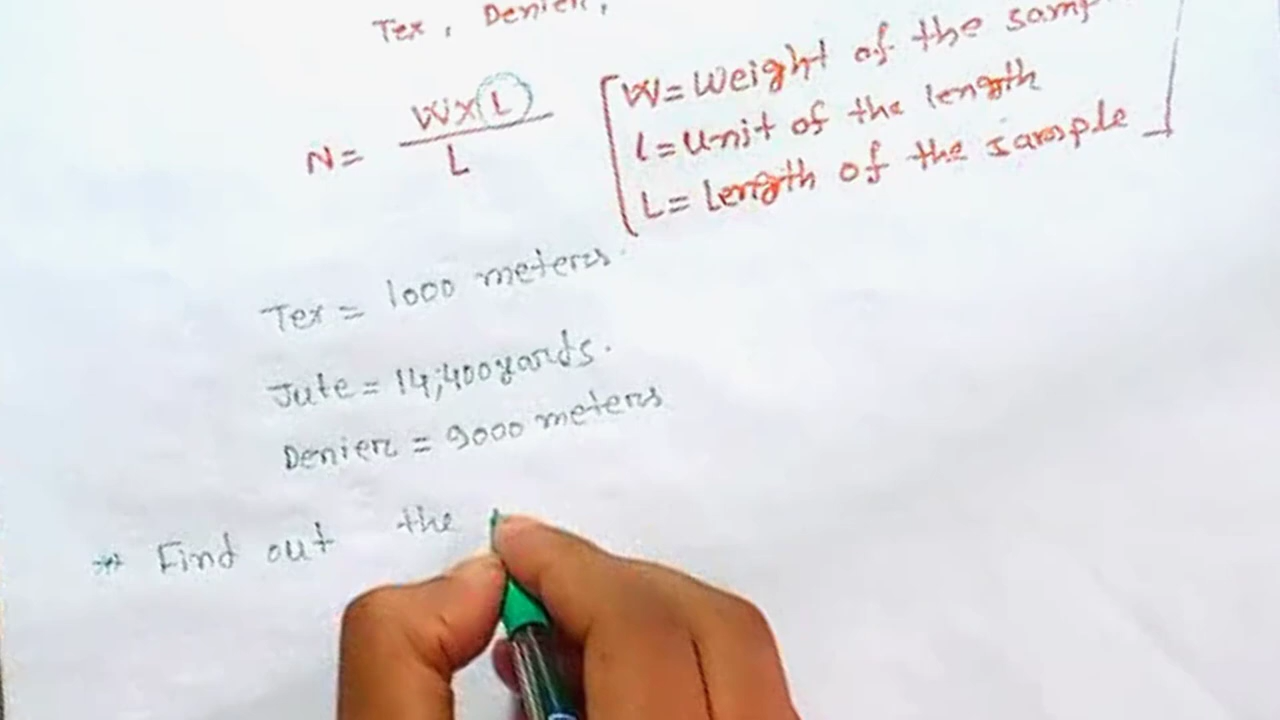 Tex, Denier,
N = W×L / L
[W = Weight of the samp
l = Unit of the length
L = Length of the sample]
Tex = 1000 meters.
Jute = 14,400 yards.
Denier = 9000 meters
** Find out the